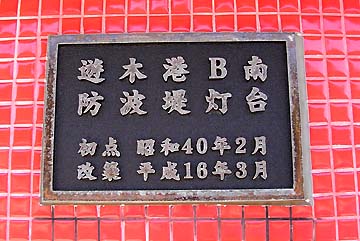 遊木港B南
防波堤灯台
初点 昭和40年2月
改築 平成16年3月